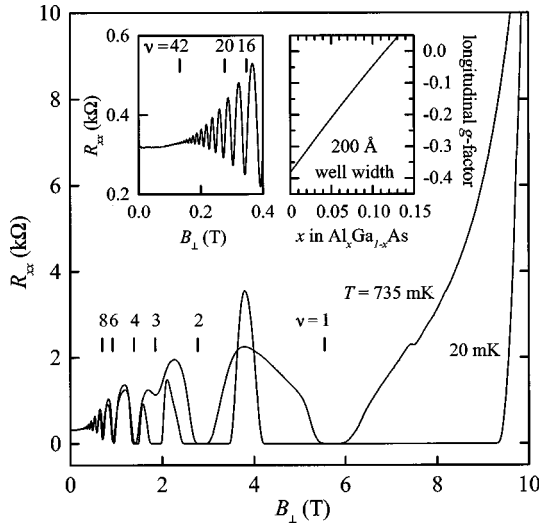 10
8
6
4
2
0
R_xx (kΩ)
0 2 4 6 8 10
B_⊥ (T)
0.6
0.4
0.2
R_xx (kΩ)
ν = 42 20 16
0.0 0.2 0.4
B_⊥ (T)
0.0
-0.1
-0.2
-0.3
-0.4
longitudinal g-factor
200 Å
well width
0 0.05 0.10 0.15
x in Al_xGa_1-xAs
8 6 4 3 2 ν = 1
T = 735 mK
20 mK